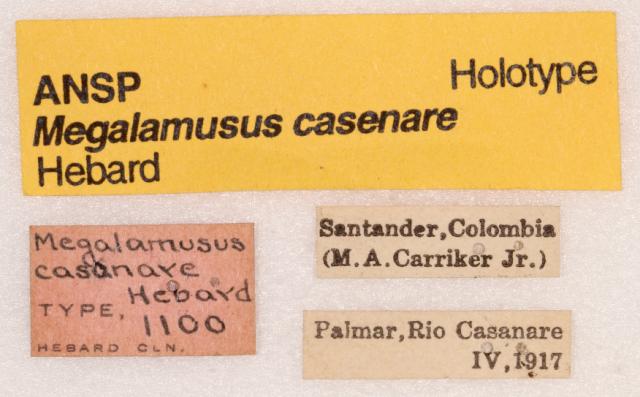 ANSP Holotype
Megalamusus casenare
Hebard
Megalamusus
casanare
Hebard
TYPE, 1100
HEBARD CLN.
Santander, Colombia
(M.A.Carriker Jr.)
Palmar, Rio Casanare
IV, 1917